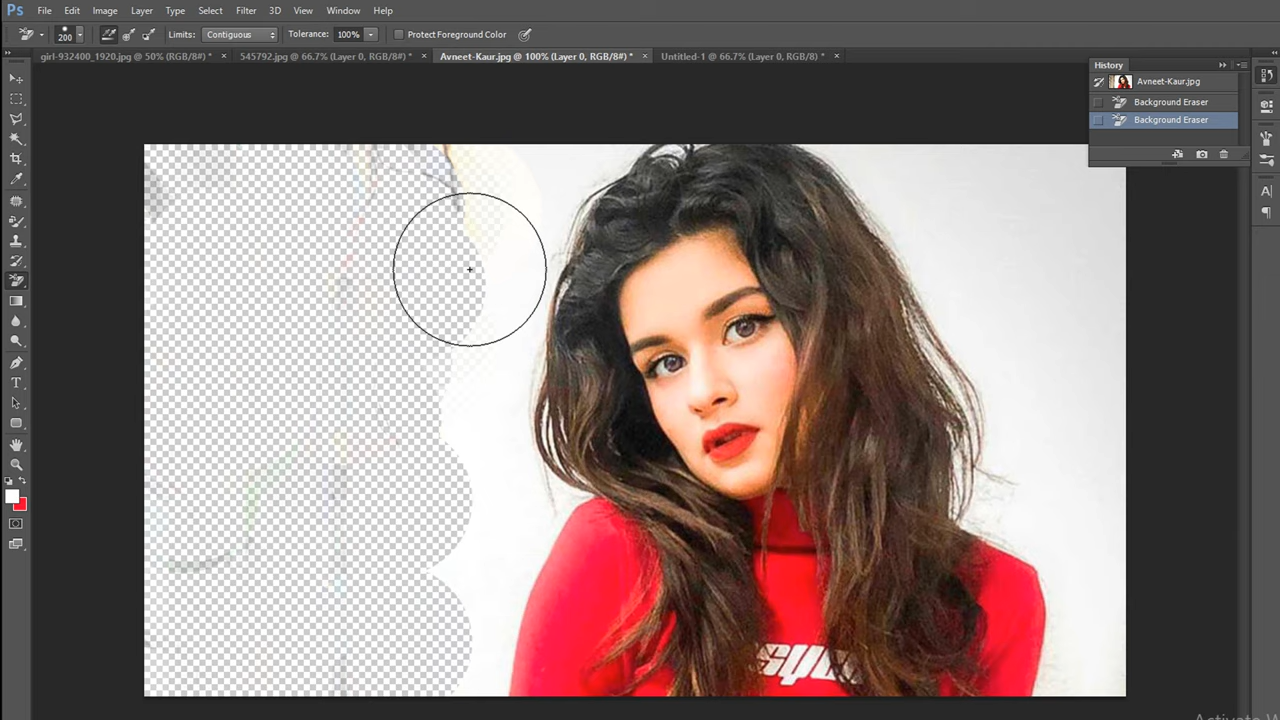 Ps File Edit Image Layer Type Select Filter 3D View Window Help
200 Limits: Contiguous Tolerance: 100% Protect Foreground Color
girl-932400_1920.jpg @ 50% (RGB/8#) * × 545792.jpg @ 66.7% (Layer 0, RGB/8#) * × Avneet-Kaur.jpg @ 100% (Layer 0, RGB/8#) * × Untitled-1 @ 66.7% (Layer 0, RGB/8) * ×
History
Avneet-Kaur.jpg
Background Eraser
Background Eraser